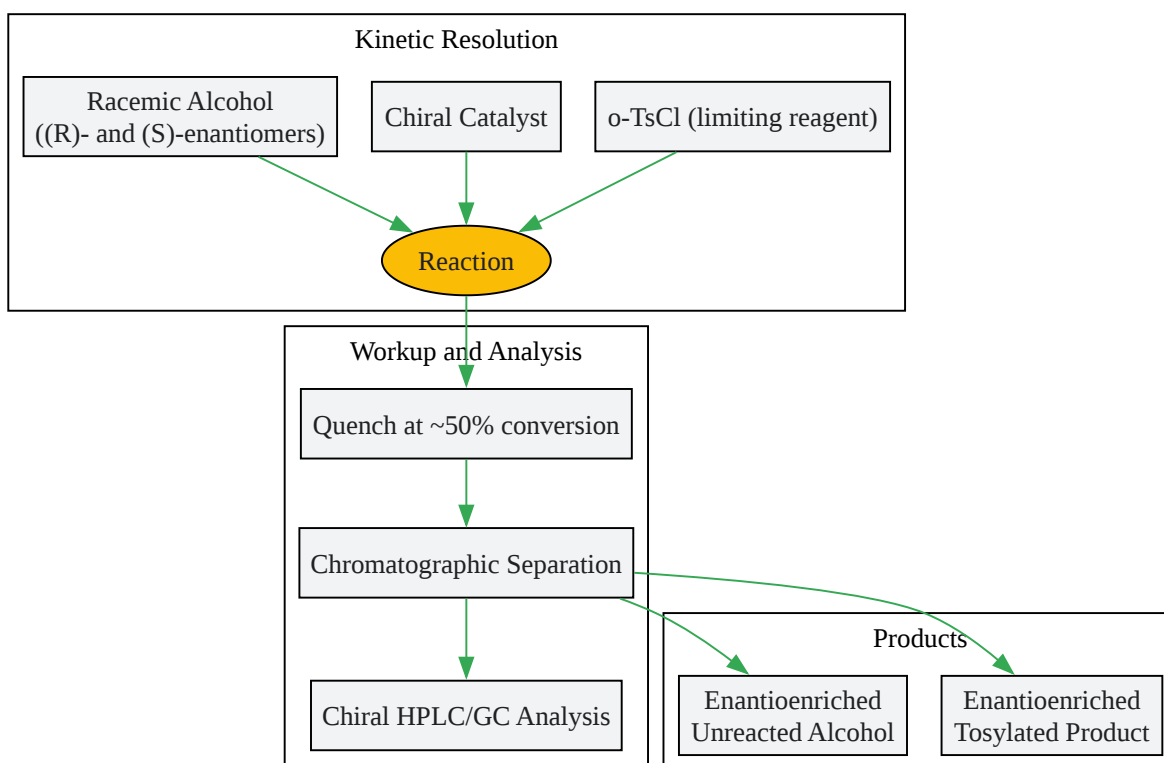 Kinetic Resolution
Racemic Alcohol
((R)- and (S)-enantiomers)
Chiral Catalyst
o-TsCl (limiting reagent)
Reaction
Workup and Analysis
Quench at ~50% conversion
Chromatographic Separation
Chiral HPLC/GC Analysis
Products
Enantioenriched
Unreacted Alcohol
Enantioenriched
Tosylated Product